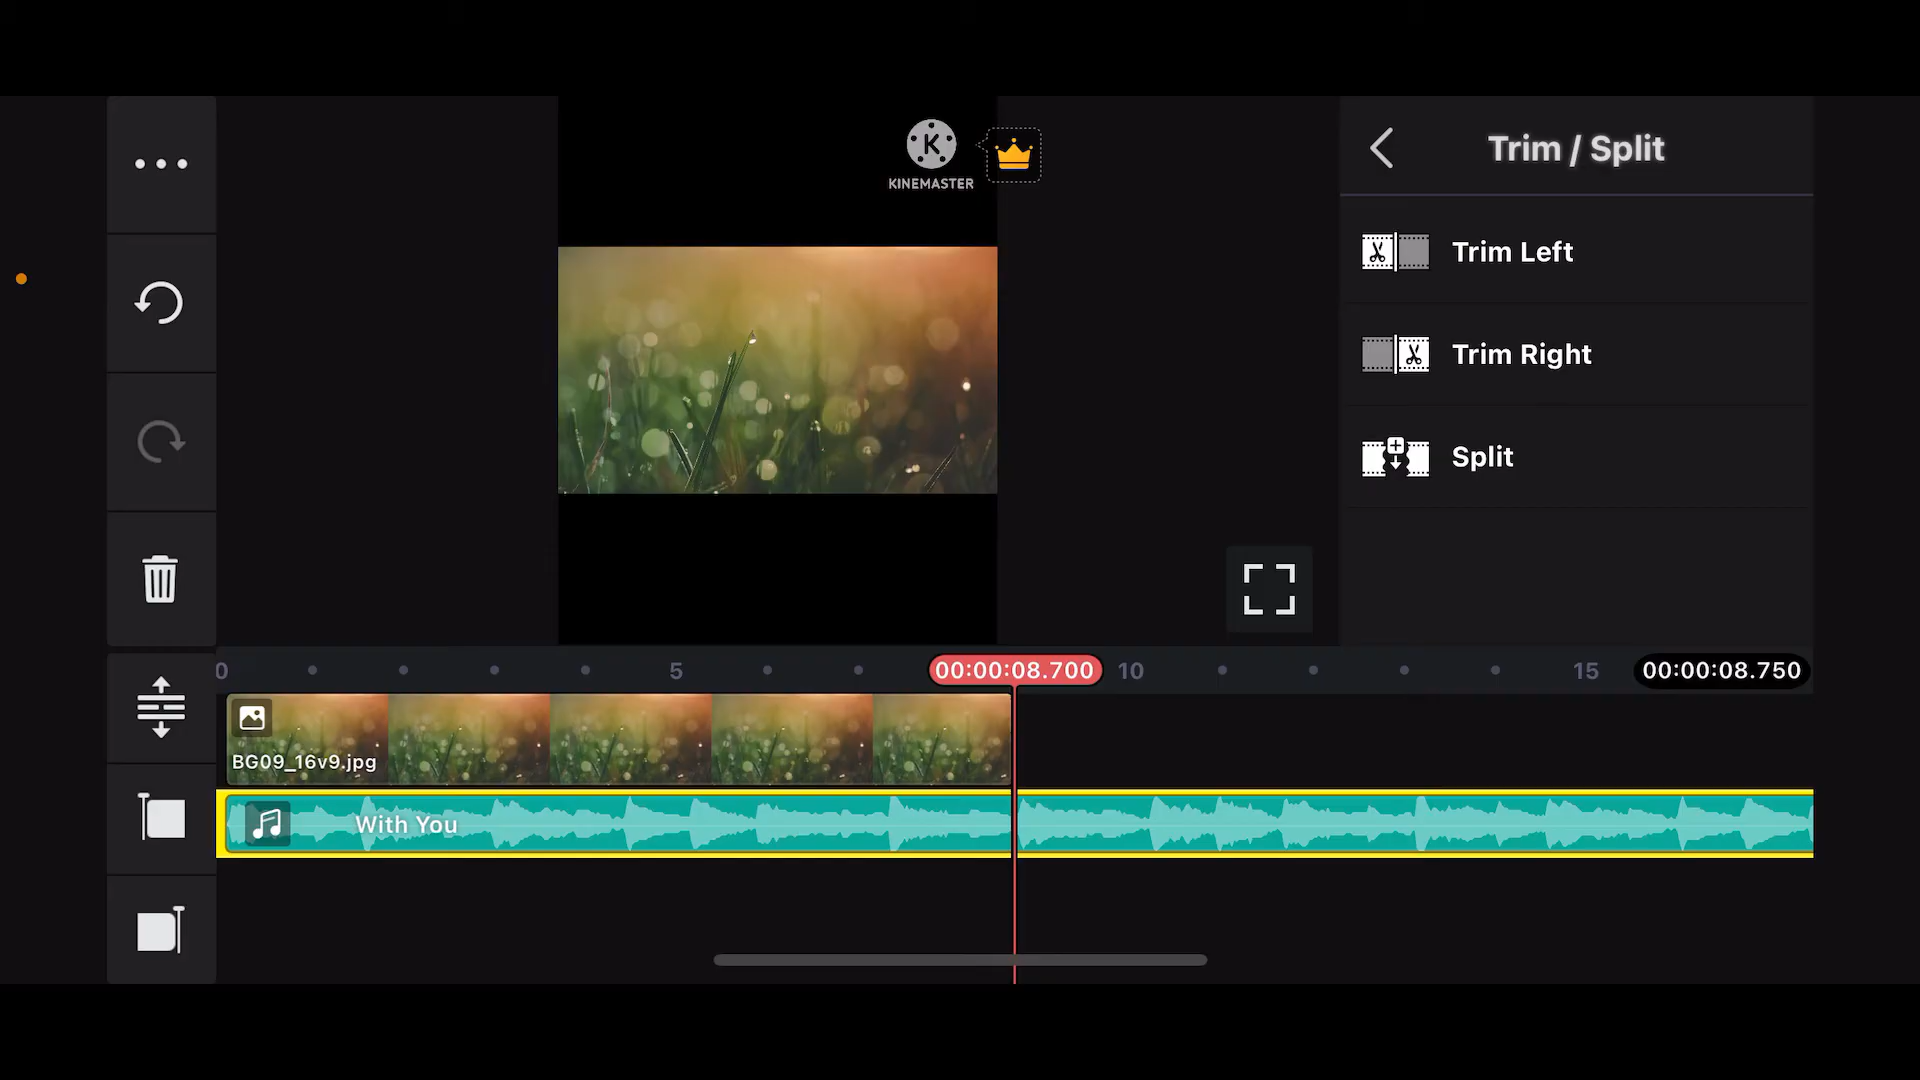 K
KINEMASTER
Trim / Split
Trim Left
Trim Right
Split
0
5
00:00:08.700
10
15
00:00:08.750
BG09_16v9.jpg
With You